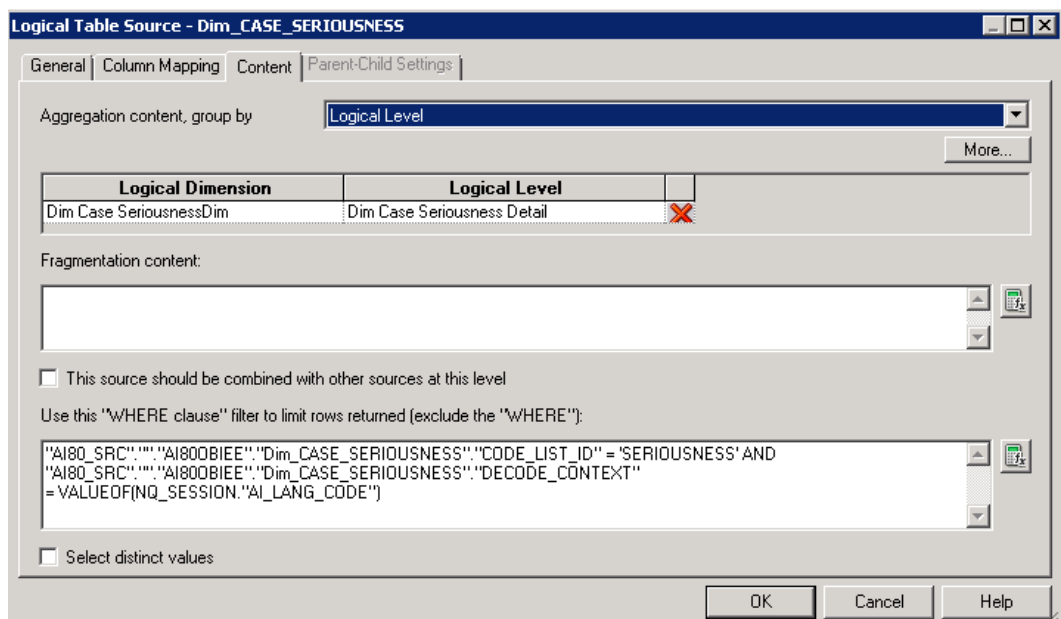 Logical Table Source - Dim_CASE_SERIOUSNESS
General Column Mapping Content Parent-Child Settings
Aggregation content, group by Logical Level
More...
Logical Dimension Logical Level
Dim Case SeriousnessDim Dim Case Seriousness Detail
Fragmentation content:
This source should be combined with other sources at this level
Use this "WHERE clause" filter to limit rows returned (exclude the "WHERE"):
"AI80_SRC".""."AI80OBIEE"."Dim_CASE_SERIOUSNESS"."CODE_LIST_ID" = 'SERIOUSNESS' AND
"AI80_SRC".""."AI80OBIEE"."Dim_CASE_SERIOUSNESS"."DECODE_CONTEXT"
= VALUEOF(NQ_SESSION."AI_LANG_CODE")
Select distinct values
OK Cancel Help